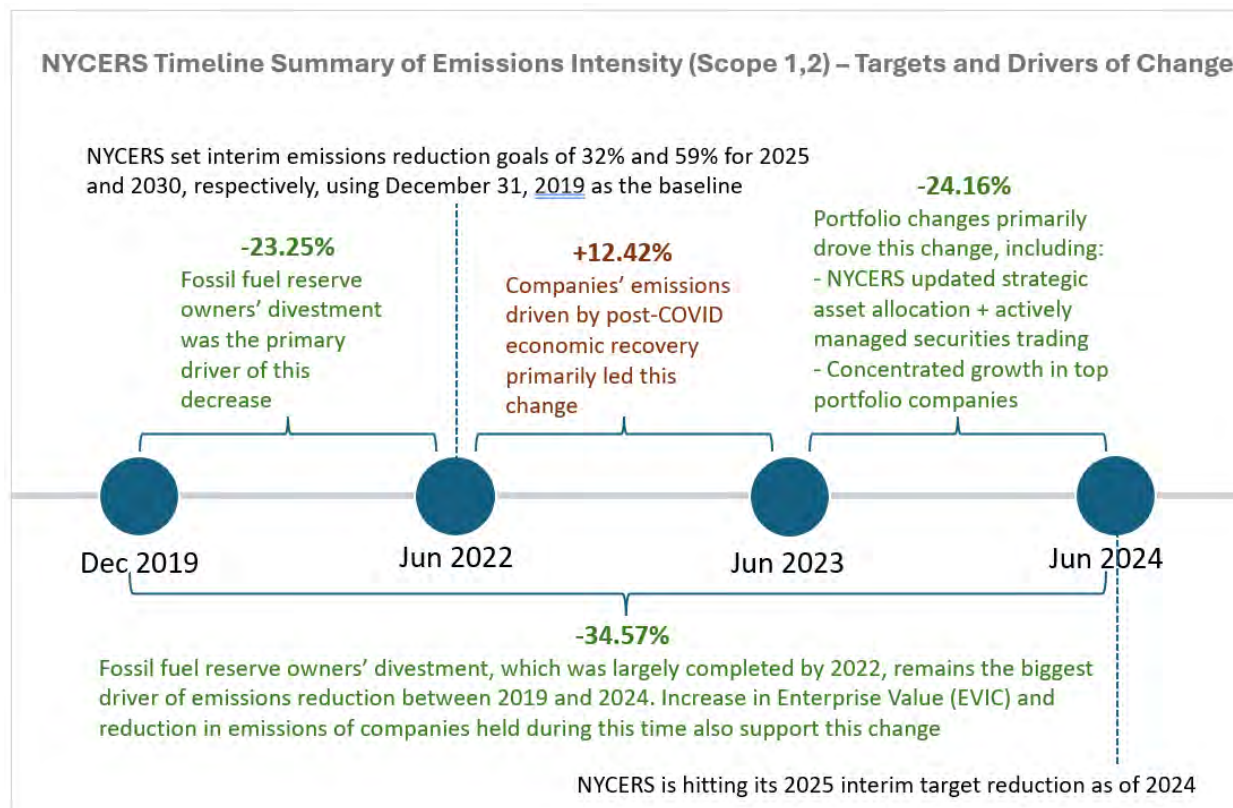 NYCERS Timeline Summary of Emissions Intensity (Scope 1,2) – Targets and Drivers of Change
NYCERS set interim emissions reduction goals of 32% and 59% for 2025
and 2030, respectively, using December 31, 2019 as the baseline
-23.25%
Fossil fuel reserve
owners’ divestment
was the primary
driver of this
decrease
+12.42%
Companies’ emissions
driven by post-COVID
economic recovery
primarily led this
change
-24.16%
Portfolio changes primarily
drove this change, including:
- NYCERS updated strategic
asset allocation + actively
managed securities trading
- Concentrated growth in top
portfolio companies
Dec 2019
Jun 2022
Jun 2023
Jun 2024
-34.57%
Fossil fuel reserve owners’ divestment, which was largely completed by 2022, remains the biggest
driver of emissions reduction between 2019 and 2024. Increase in Enterprise Value (EVIC) and
reduction in emissions of companies held during this time also support this change
NYCERS is hitting its 2025 interim target reduction as of 2024